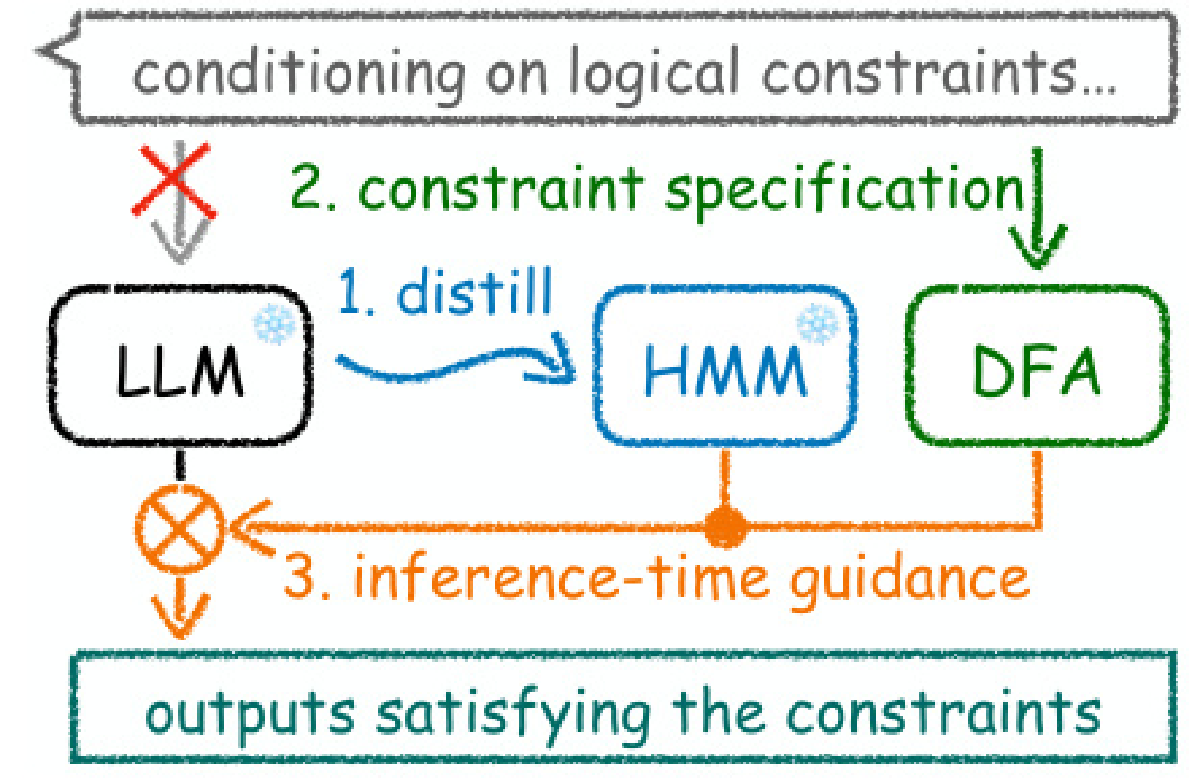 conditioning on logical constraints...
2. constraint specification
1. distill
LLM
HMM
DFA
3. inference-time guidance
outputs satisfying the constraints